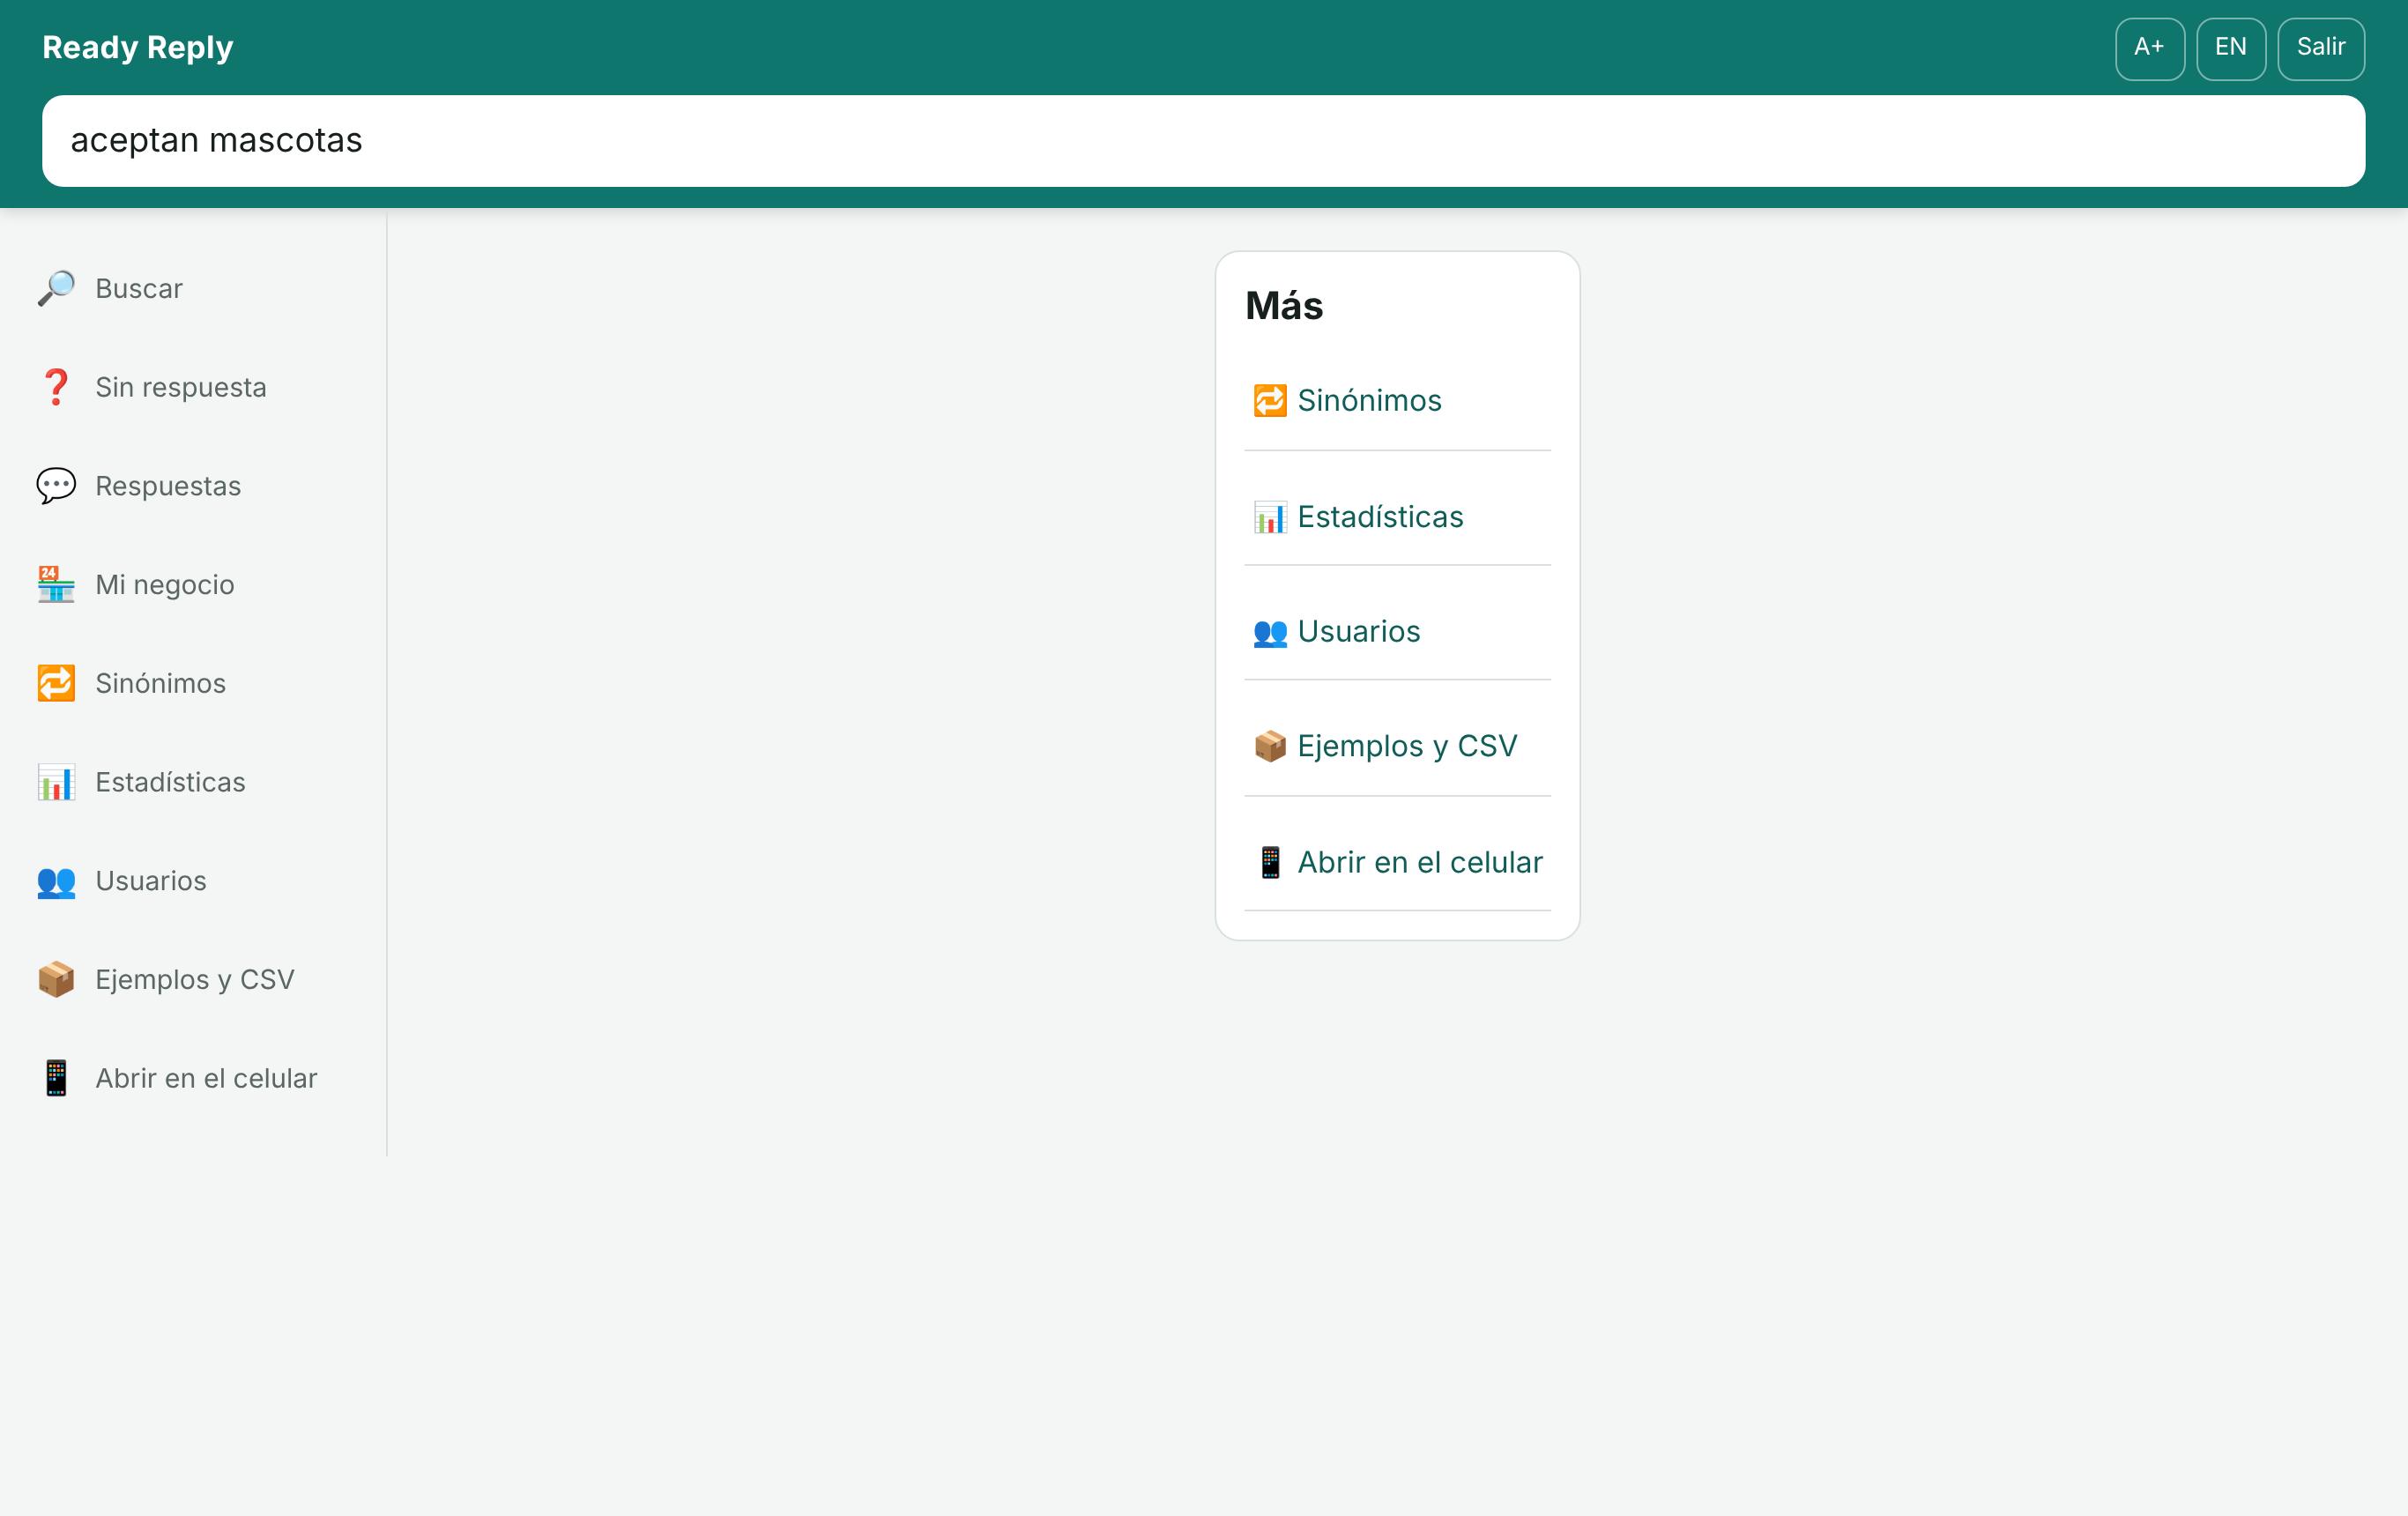 Ready Reply
A+ EN Salir
aceptan mascotas
Buscar
Sin respuesta
Respuestas
Mi negocio
Sinónimos
Estadísticas
Usuarios
Ejemplos y CSV
Abrir en el celular
Más
Sinónimos
Estadísticas
Usuarios
Ejemplos y CSV
Abrir en el celular